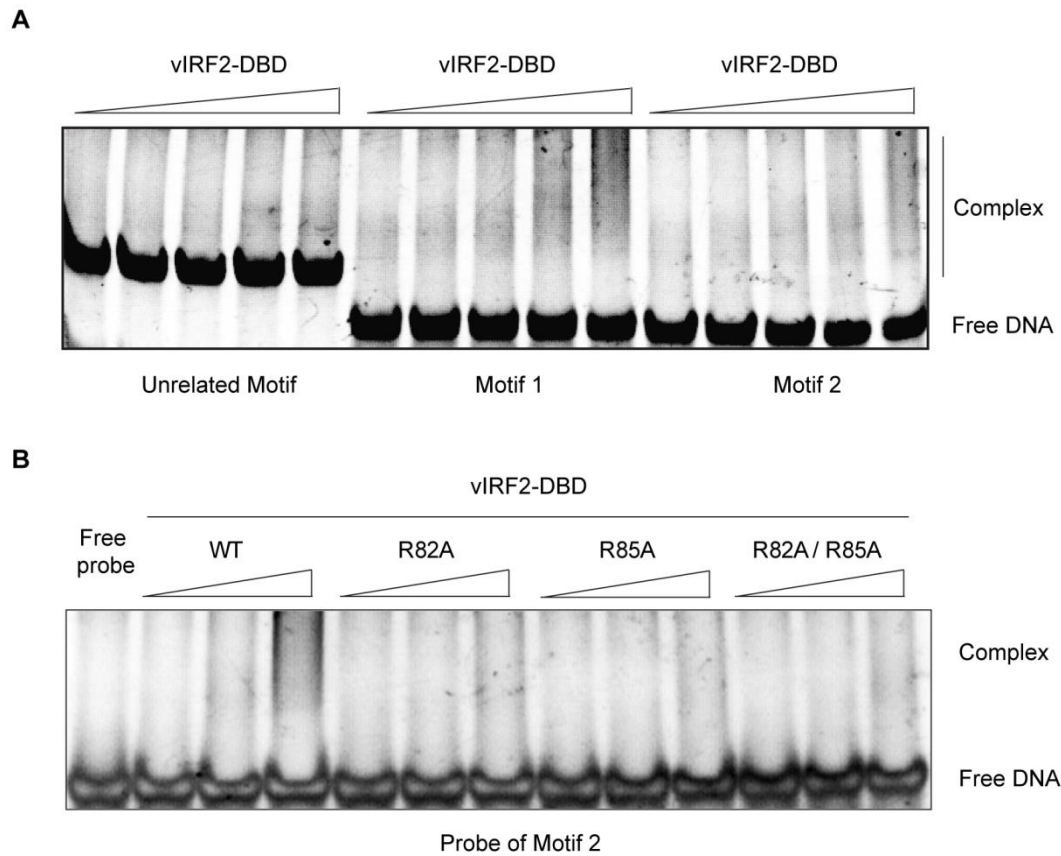 A
vIRF2-DBD vIRF2-DBD vIRF2-DBD
Complex
Free DNA
Unrelated Motif Motif 1 Motif 2
B
vIRF2-DBD
Free
probe
WT R82A R85A R82A / R85A
Complex
Free DNA
Probe of Motif 2